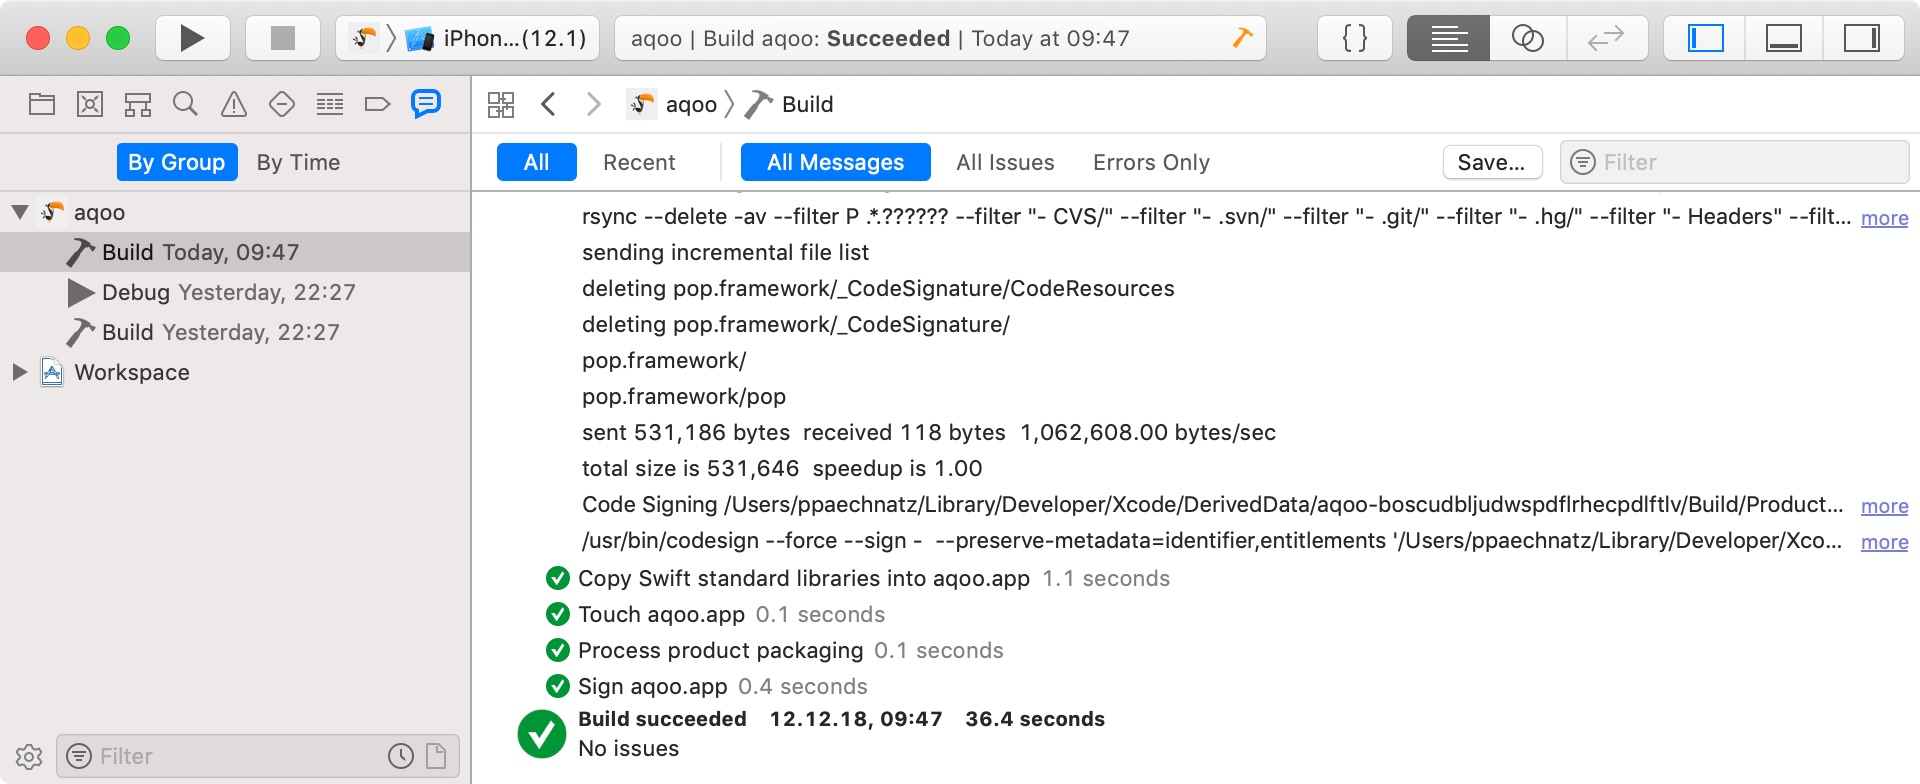 iPhon...(12.1)
aqoo | Build aqoo: Succeeded | Today at 09:47
{ }
aqoo
Build
By Group
By Time
All
Recent
All Messages
All Issues
Errors Only
Save...
Filter
aqoo
Build Today, 09:47
Debug Yesterday, 22:27
Build Yesterday, 22:27
Workspace
Filter
rsync --delete -av --filter P .*.?????? --filter "- CVS/" --filter "- .svn/" --filter "- .git/" --filter "- .hg/" --filter "- Headers" --filt... more
sending incremental file list
deleting pop.framework/_CodeSignature/CodeResources
deleting pop.framework/_CodeSignature/
pop.framework/
pop.framework/pop
sent 531,186 bytes  received 118 bytes  1,062,608.00 bytes/sec
total size is 531,646  speedup is 1.00
Code Signing /Users/ppaechnatz/Library/Developer/Xcode/DerivedData/aqoo-boscudbljudwspdflrhecpdlftlv/Build/Product... more
/usr/bin/codesign --force --sign -  --preserve-metadata=identifier,entitlements '/Users/ppaechnatz/Library/Developer/Xco... more
Copy Swift standard libraries into aqoo.app 1.1 seconds
Touch aqoo.app 0.1 seconds
Process product packaging 0.1 seconds
Sign aqoo.app 0.4 seconds
Build succeeded 12.12.18, 09:47 36.4 seconds
No issues